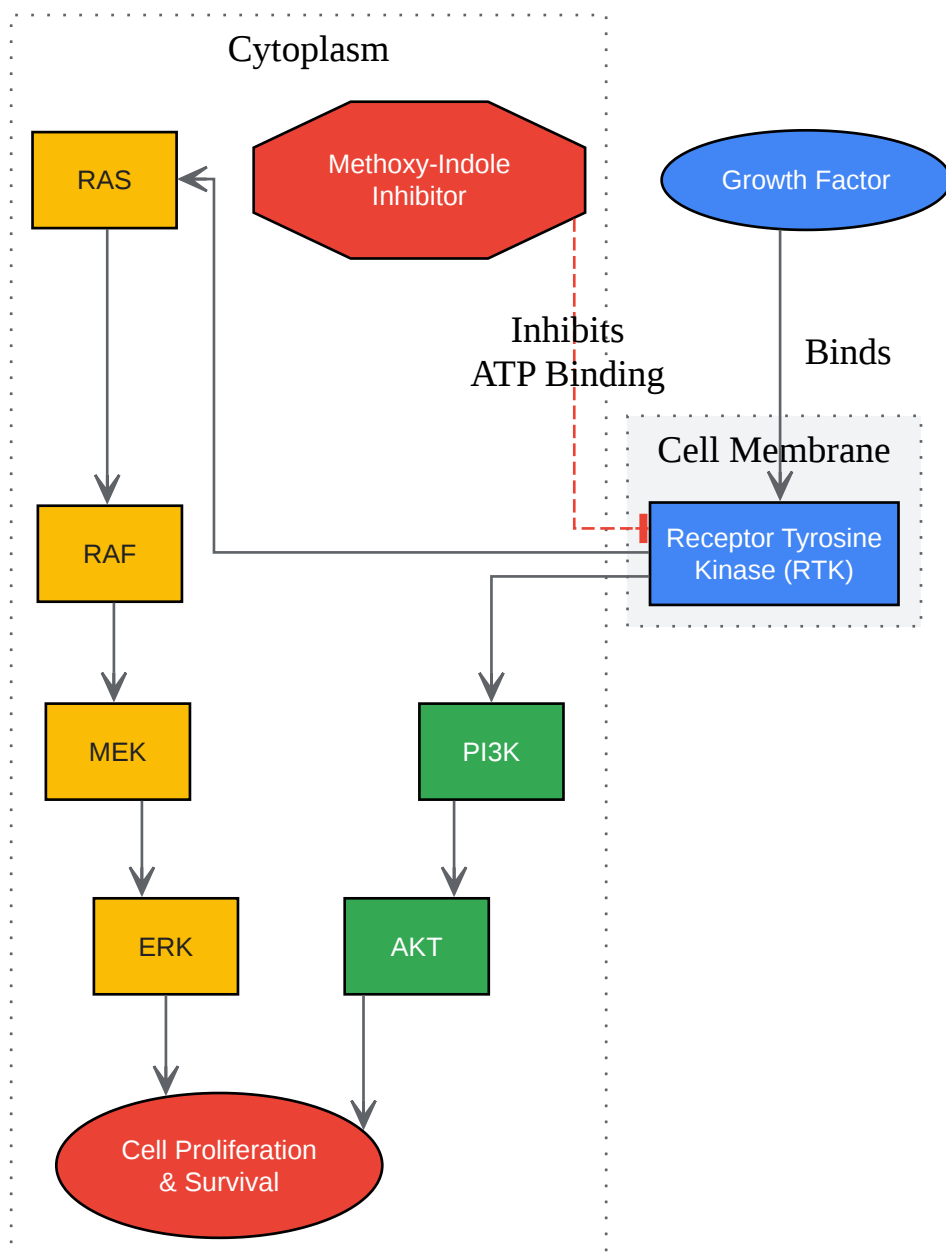 Cytoplasm
RAS
Methoxy-Indole
Inhibitor
Growth Factor
Inhibits
ATP Binding
Binds
Cell Membrane
RAF
Receptor Tyrosine
Kinase (RTK)
MEK
PI3K
ERK
AKT
Cell Proliferation
& Survival